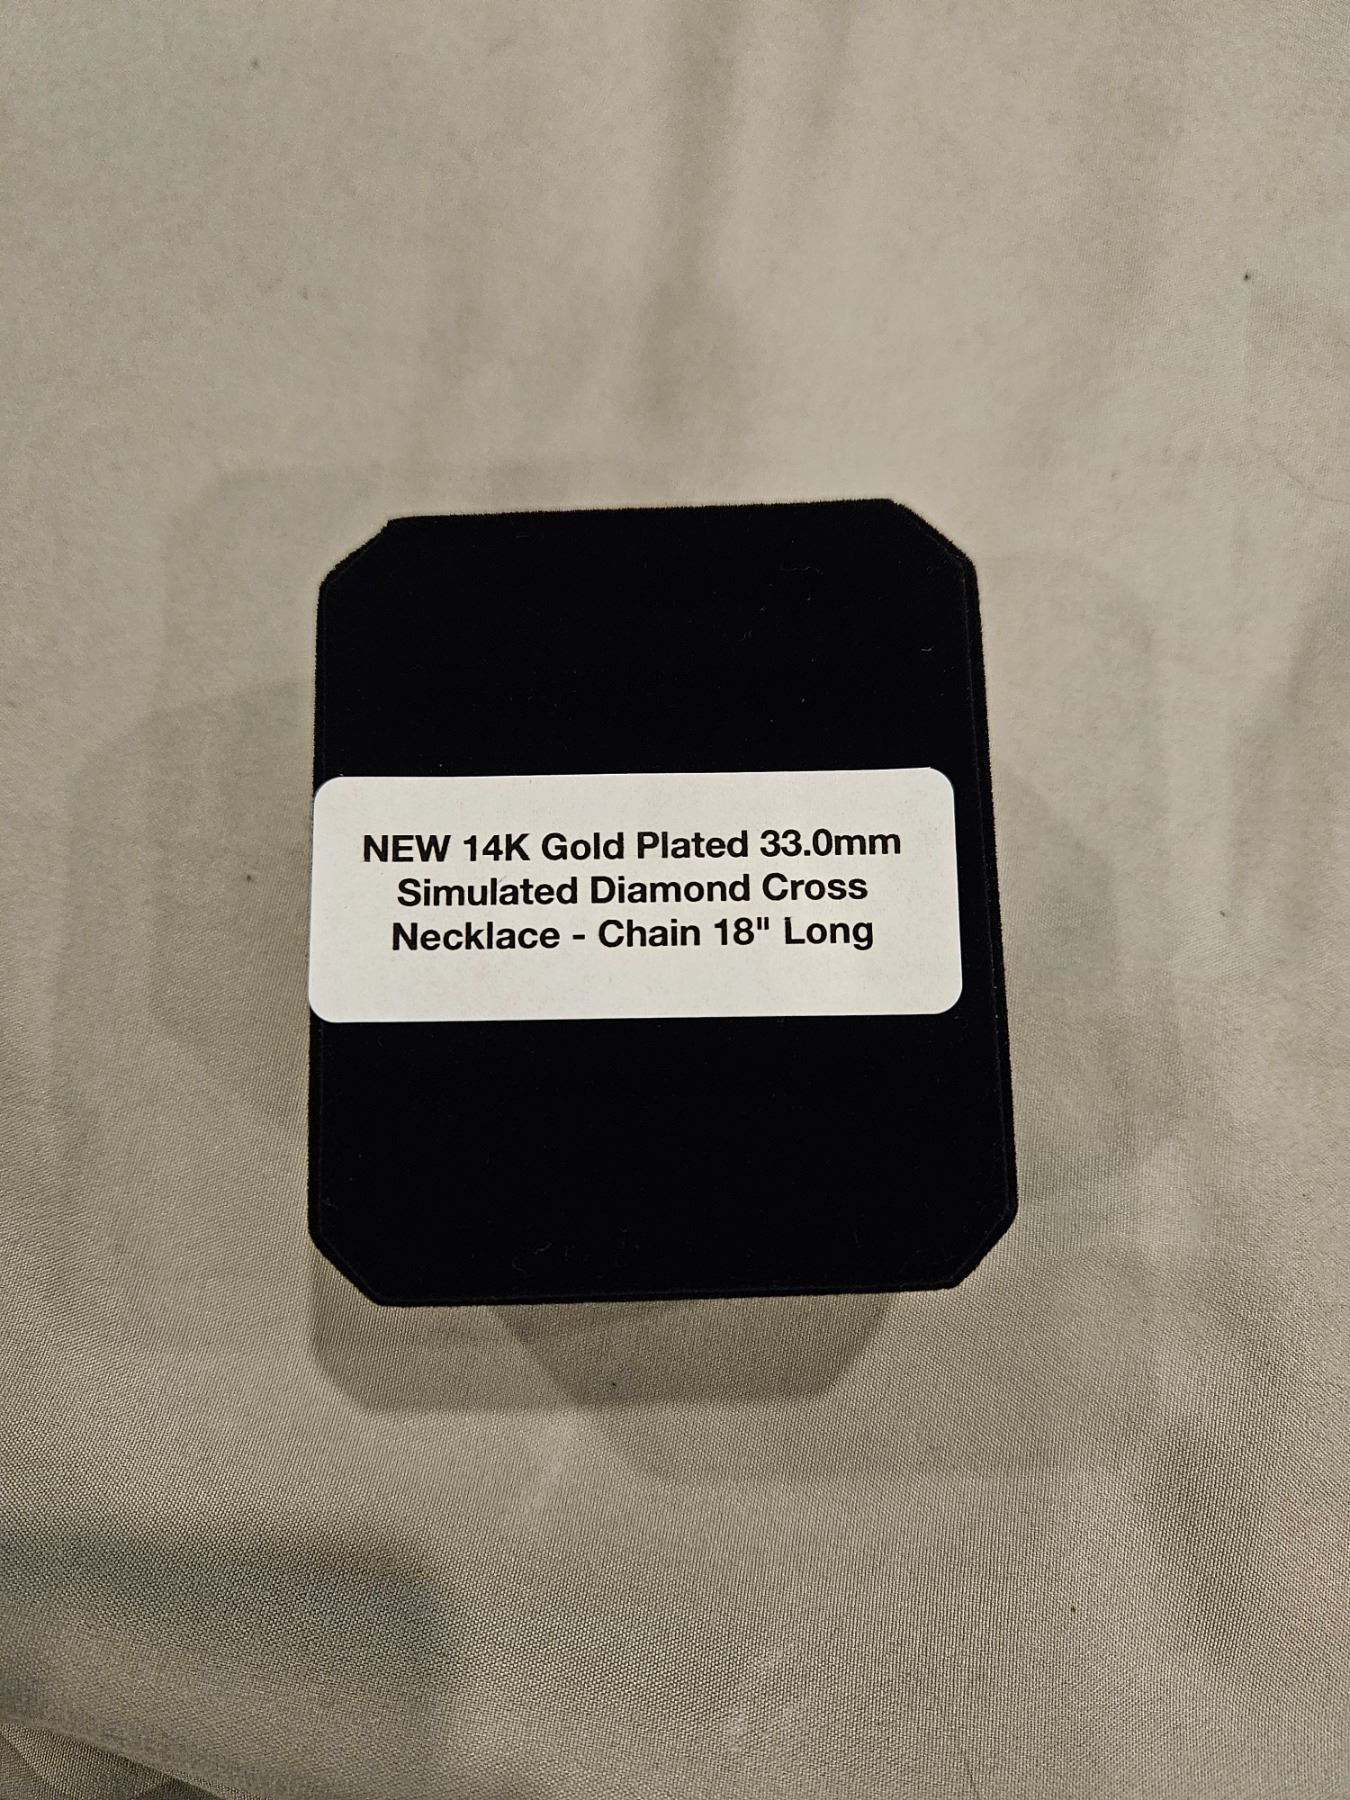 NEW 14K Gold Plated 33.0mm
Simulated Diamond Cross
Necklace - Chain 18" Long